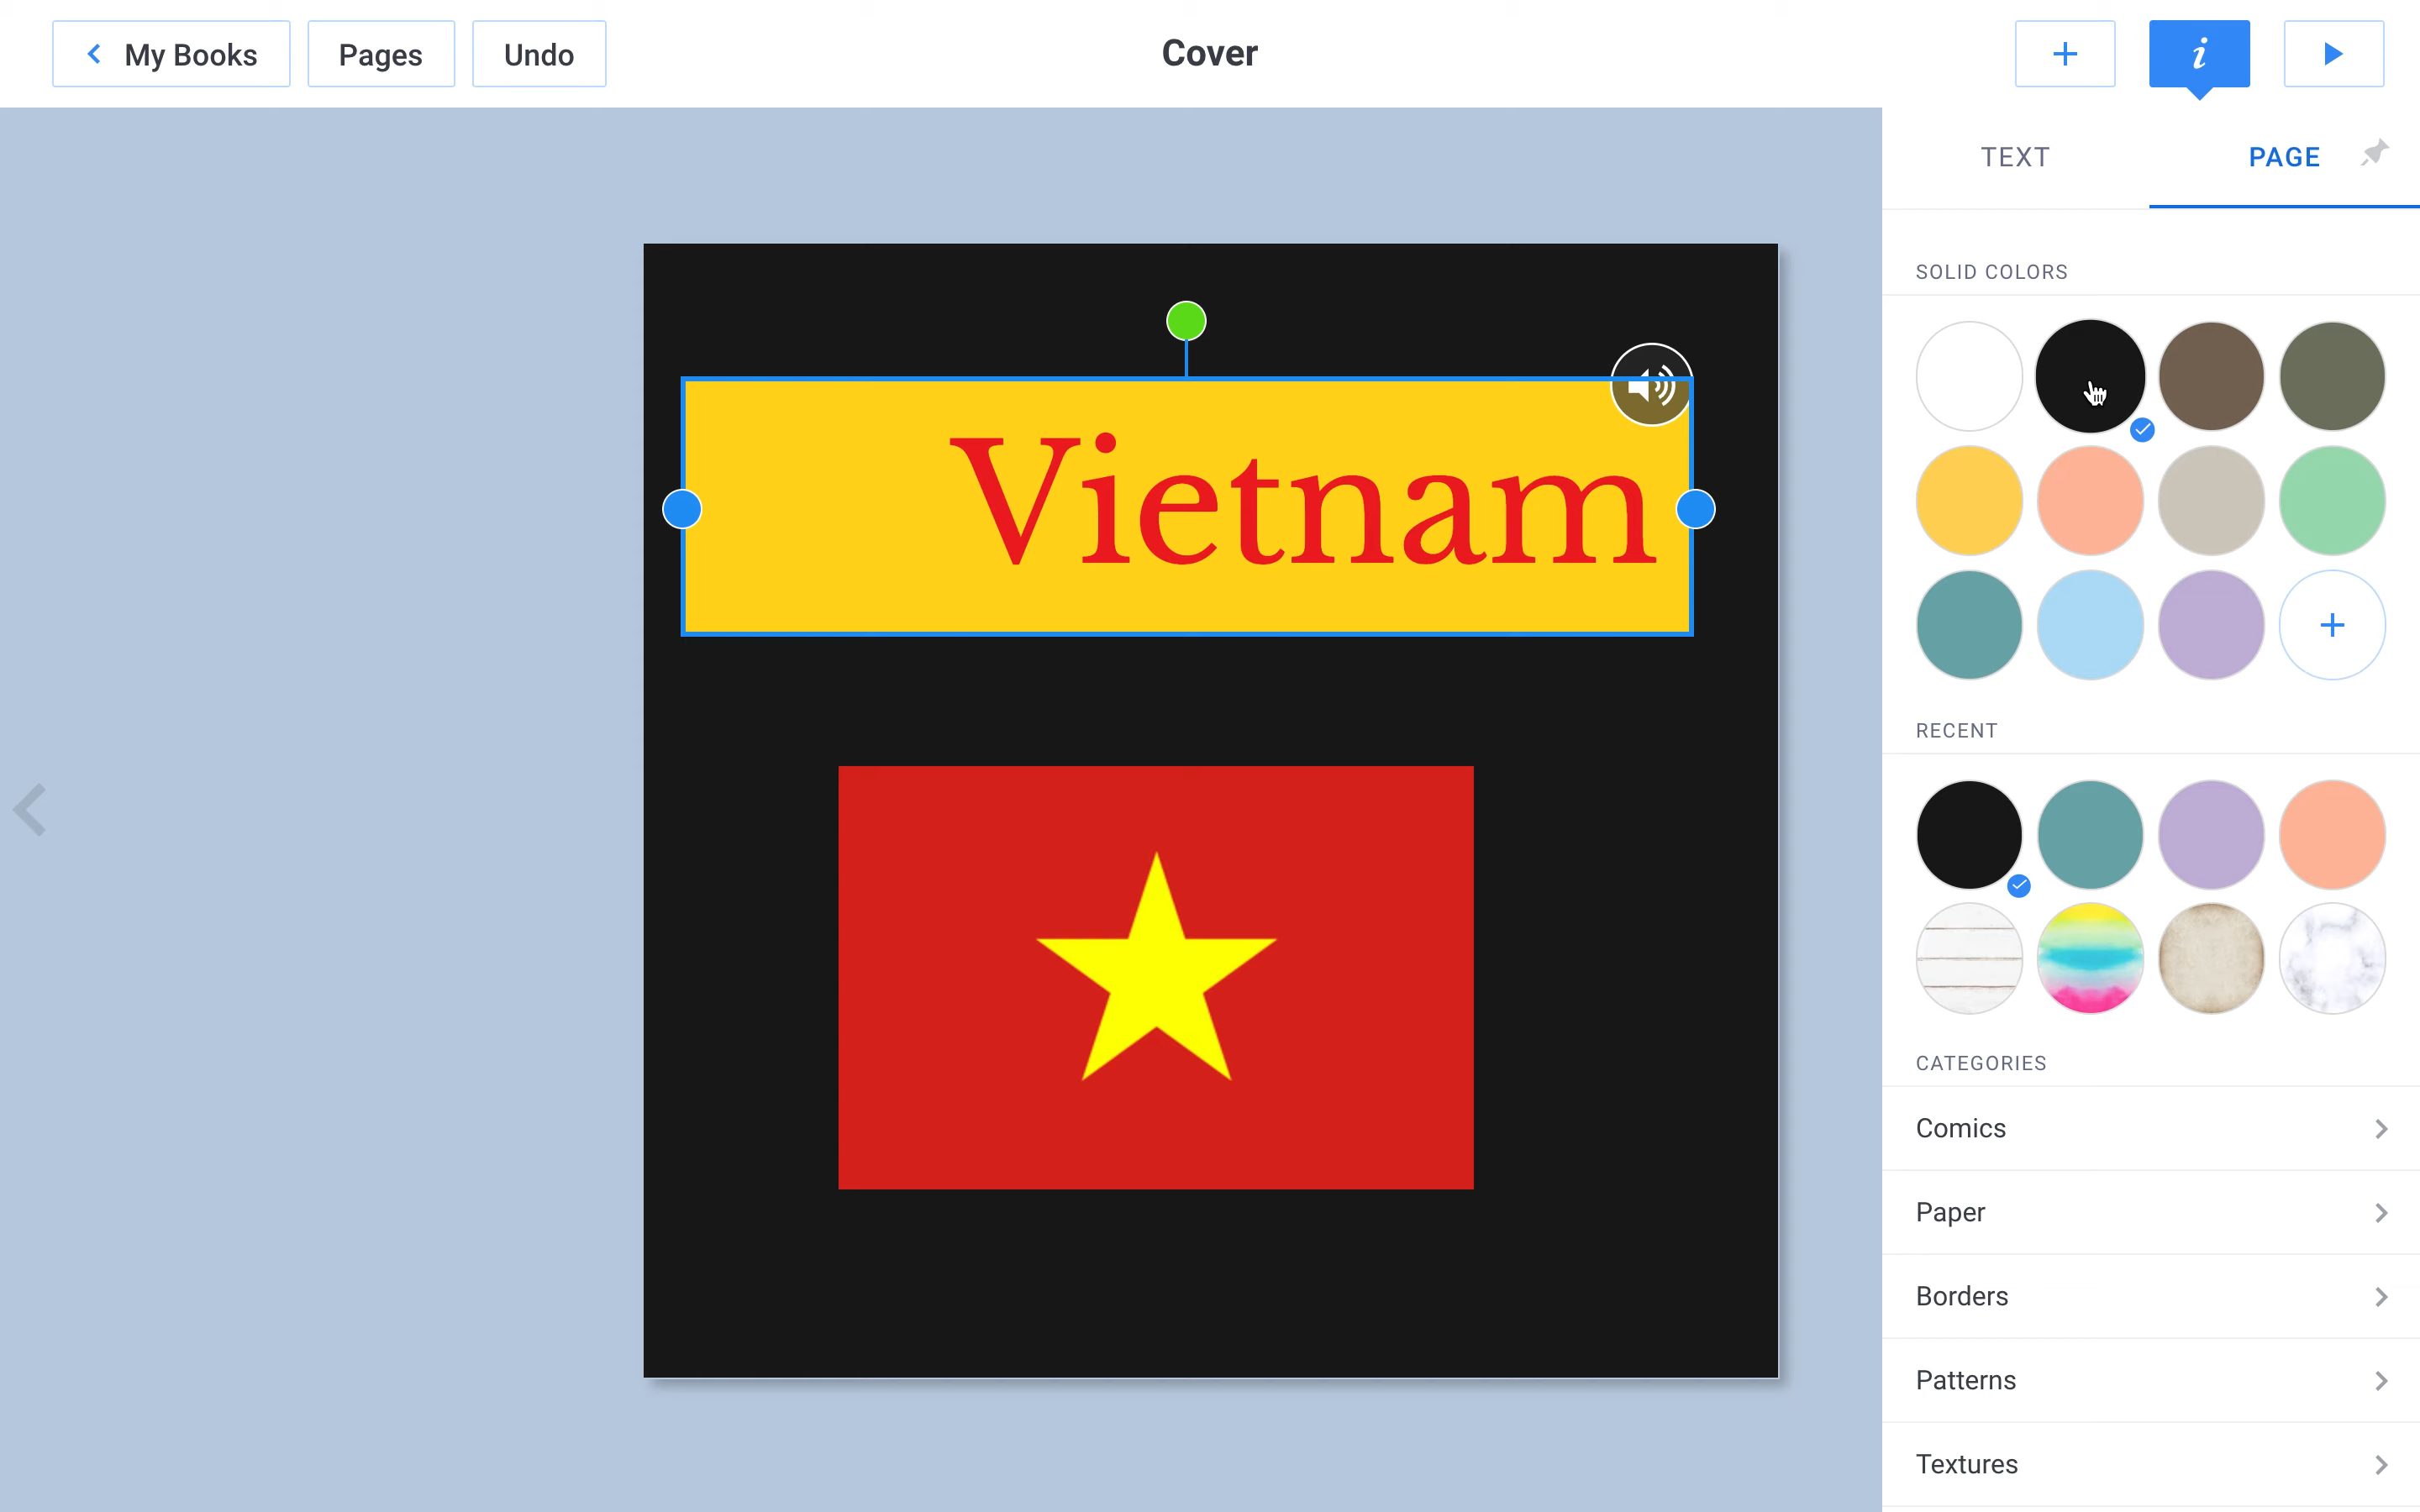 My Books
Pages
Undo
Cover
i
TEXT
PAGE
Vietnam
SOLID COLORS
RECENT
CATEGORIES
Comics
Paper
Borders
Patterns
Textures